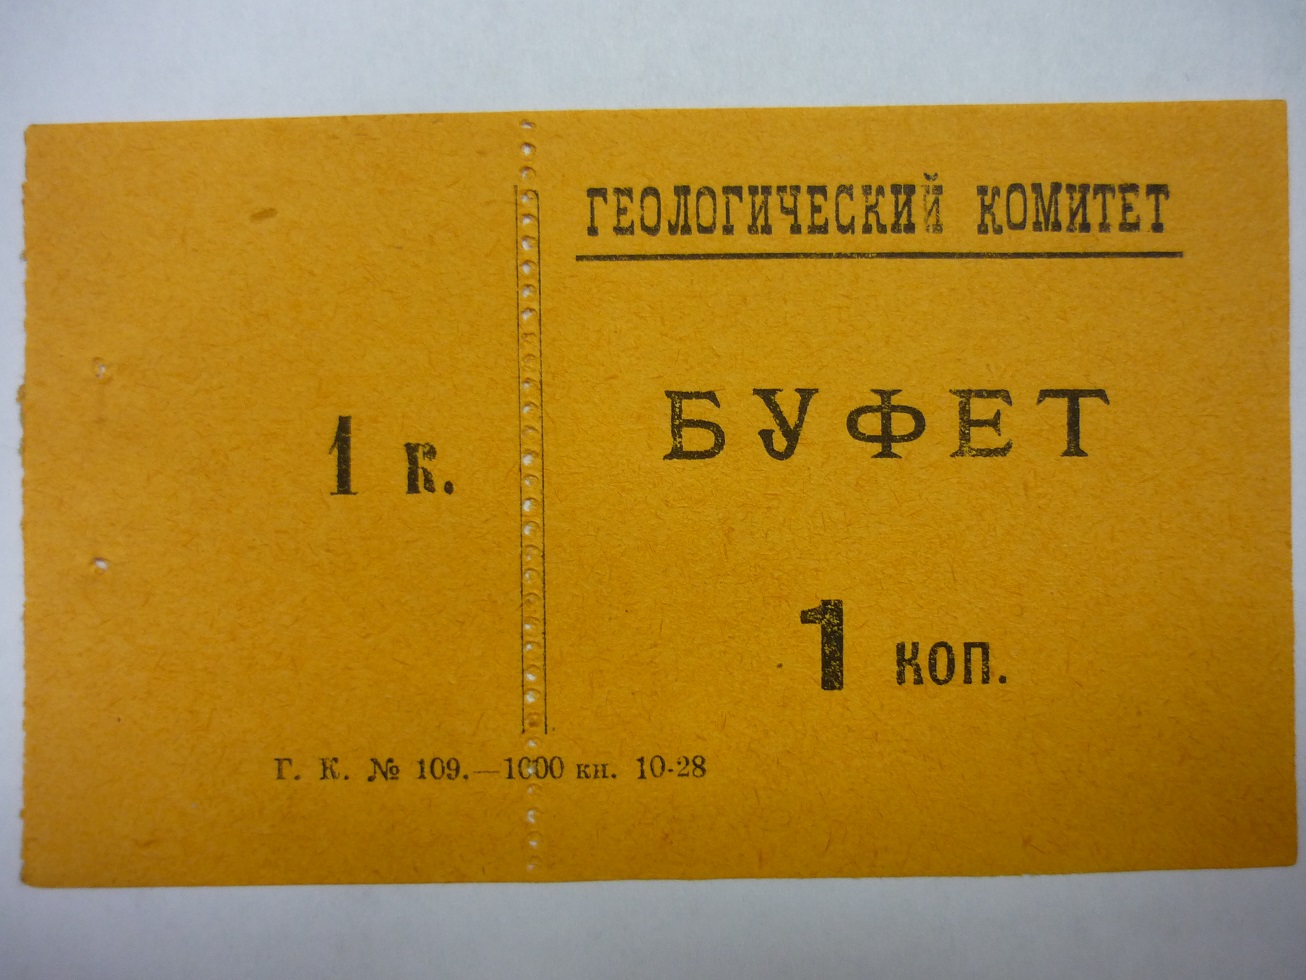 1 к.
ГЕОЛОГИЧЕСКИЙ КОМИТЕТ
БУФЕТ
1 коп.
Г. К. № 109.—1000 кн. 10-28